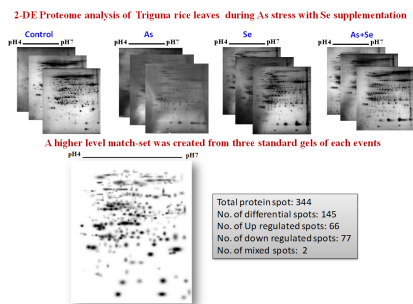 2-DE Proteome analysis of Triguna rice leaves during As stress with Se supplementation
Control As Se As+Se
pH4 pH7 pH4 pH7 pH4 pH7 pH4 pH7
A higher level match-set was created from three standard gels of each events
pH4 pH7
Total protein spot: 344
No. of differential spots: 145
No. of Up regulated spots: 66
No. of down regulated spots: 77
No. of mixed spots: 2